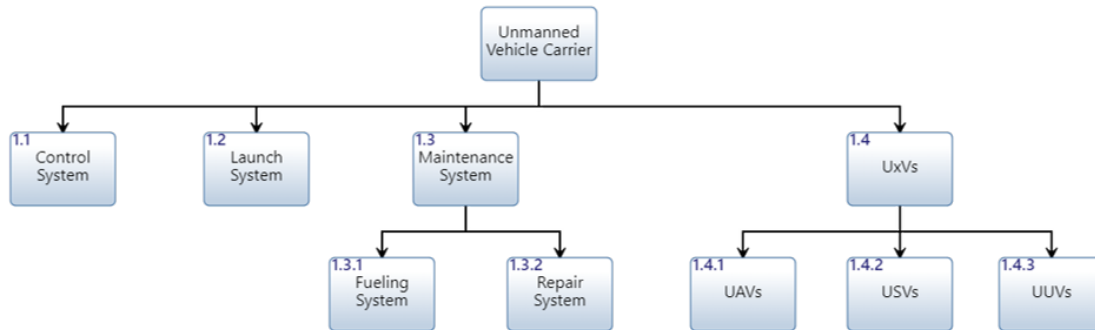 Unmanned
Vehicle Carrier
1.1
Control
System
1.2
Launch
System
1.3
Maintenance
System
1.4
UxVs
1.3.1
Fueling
System
1.3.2
Repair
System
1.4.1
UAVs
1.4.2
USVs
1.4.3
UUVs